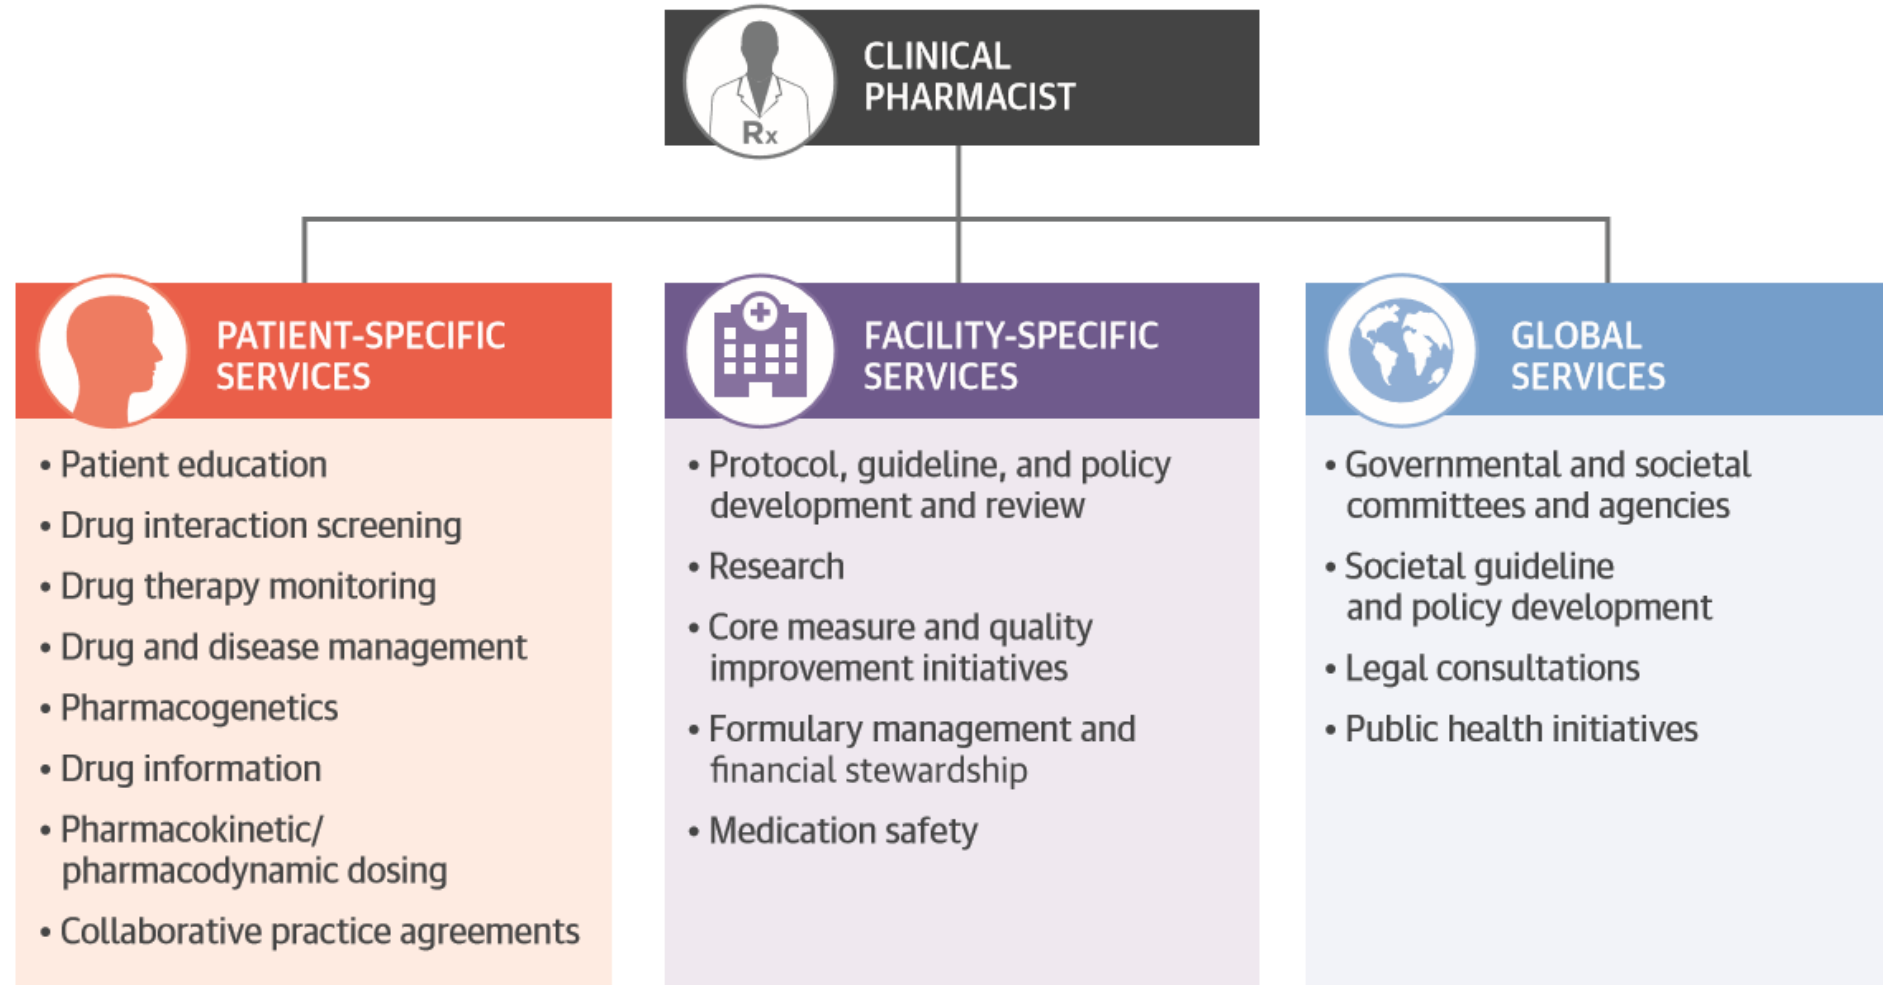 Rx
CLINICAL
PHARMACIST
PATIENT-SPECIFIC
SERVICES
• Patient education
• Drug interaction screening
• Drug therapy monitoring
• Drug and disease management
• Pharmacogenetics
• Drug information
• Pharmacokinetic/
pharmacodynamic dosing
• Collaborative practice agreements
FACILITY-SPECIFIC
SERVICES
• Protocol, guideline, and policy
development and review
• Research
• Core measure and quality
improvement initiatives
• Formulary management and
financial stewardship
• Medication safety
GLOBAL
SERVICES
• Governmental and societal
committees and agencies
• Societal guideline
and policy development
• Legal consultations
• Public health initiatives